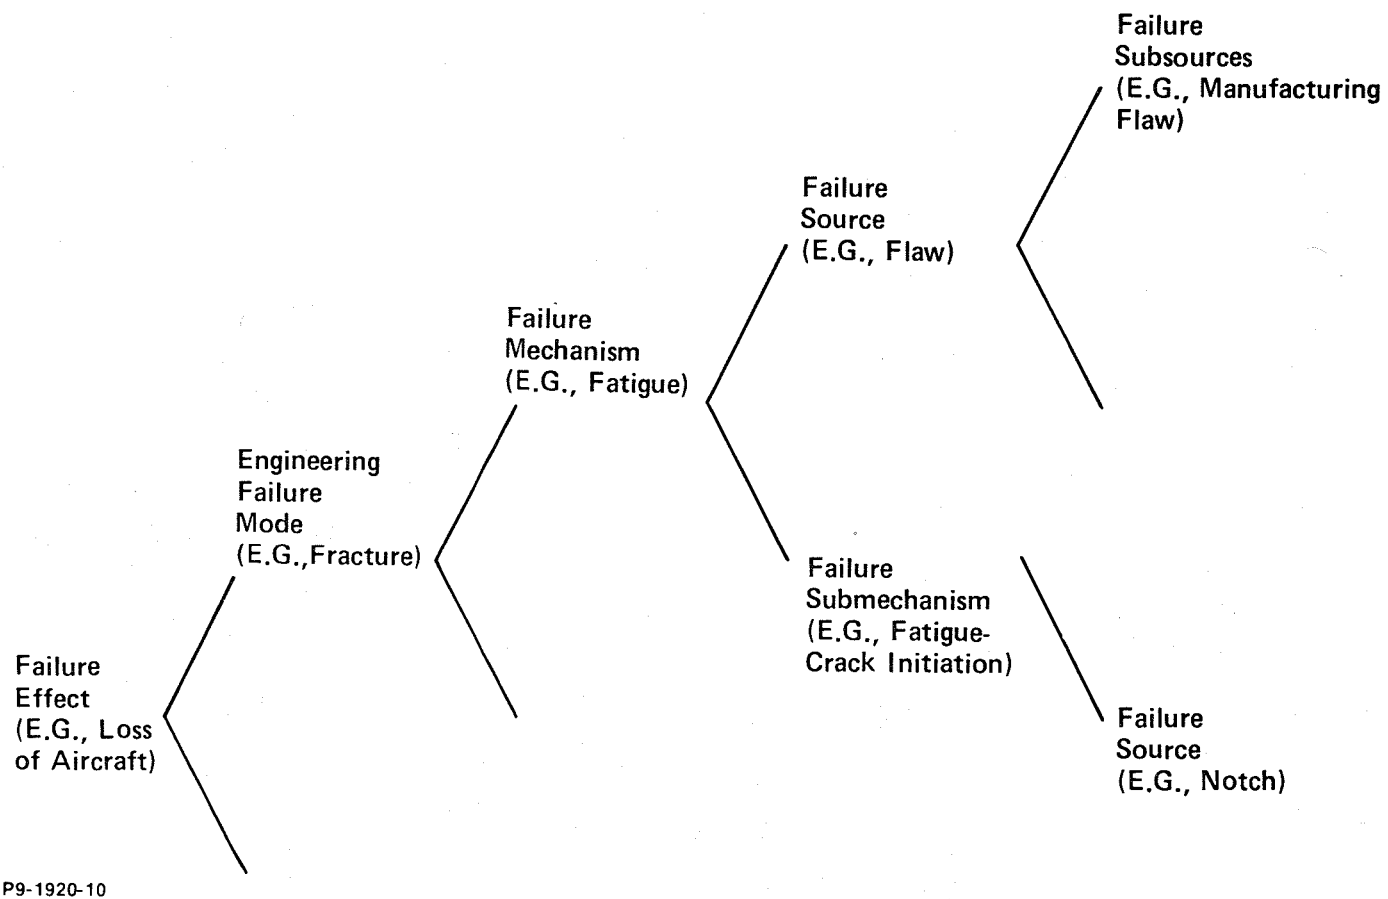 Failure
Subsources
(E.G., Manufacturing
Flaw)
Failure
Source
(E.G., Flaw)
Failure
Mechanism
(E.G., Fatigue)
Engineering
Failure
Mode
(E.G.,Fracture)
Failure
Submechanism
(E.G., Fatigue-
Crack Initiation)
Failure
Effect
(E.G., Loss
of Aircraft)
Failure
Source
(E.G., Notch)
P9-1920-10